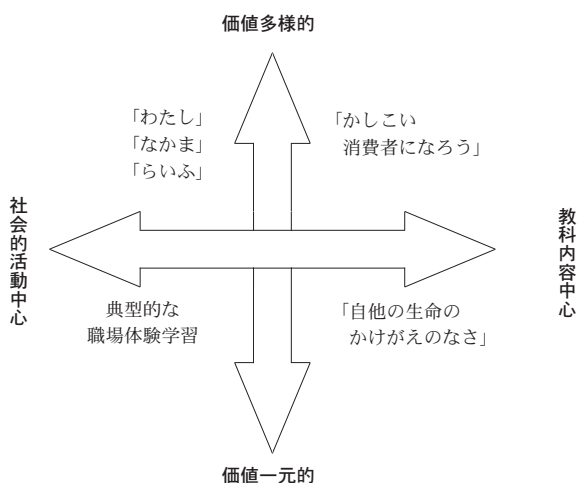 価値多様的
「わたし」
「なかま」
「らいふ」
「かしこい
消費者になろう」
社会的活動中心
教科内容中心
典型的な
職場体験学習
「自他の生命の
かけがえのなさ」
価値一元的